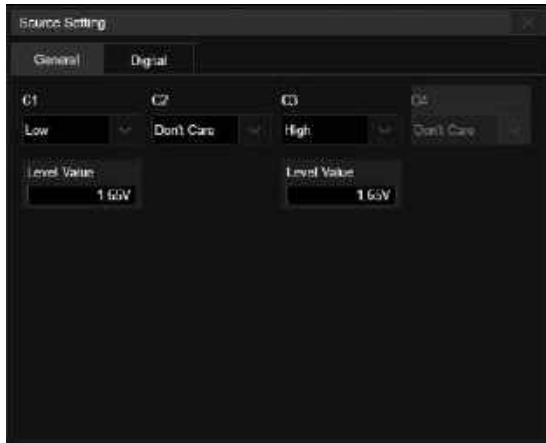 Source Setting
General Digital
C1 C2 C3 C4
Low Don't Care High Don't Care
Level Value Level Value
1.65V 1.65V